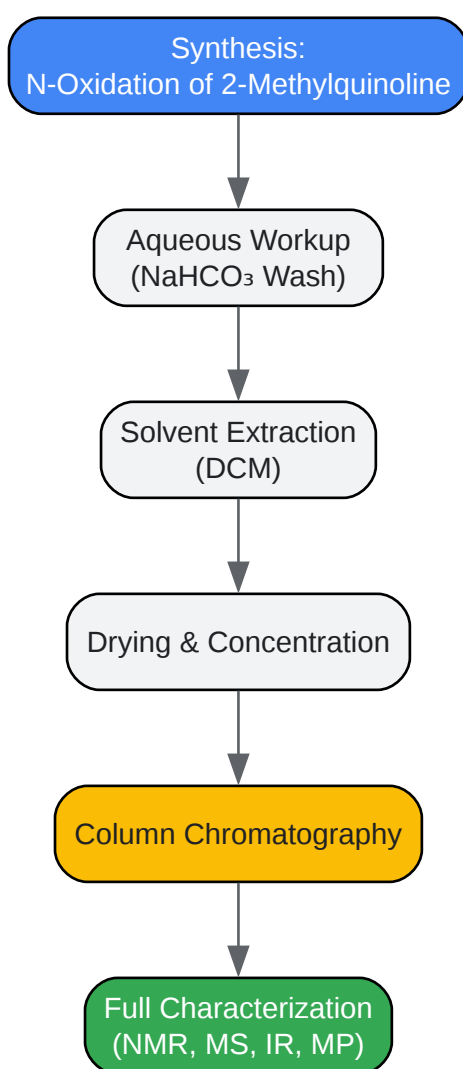 Synthesis:
N-Oxidation of 2-Methylquinoline
Aqueous Workup
(NaHCO₃ Wash)
Solvent Extraction
(DCM)
Drying & Concentration
Column Chromatography
Full Characterization
(NMR, MS, IR, MP)